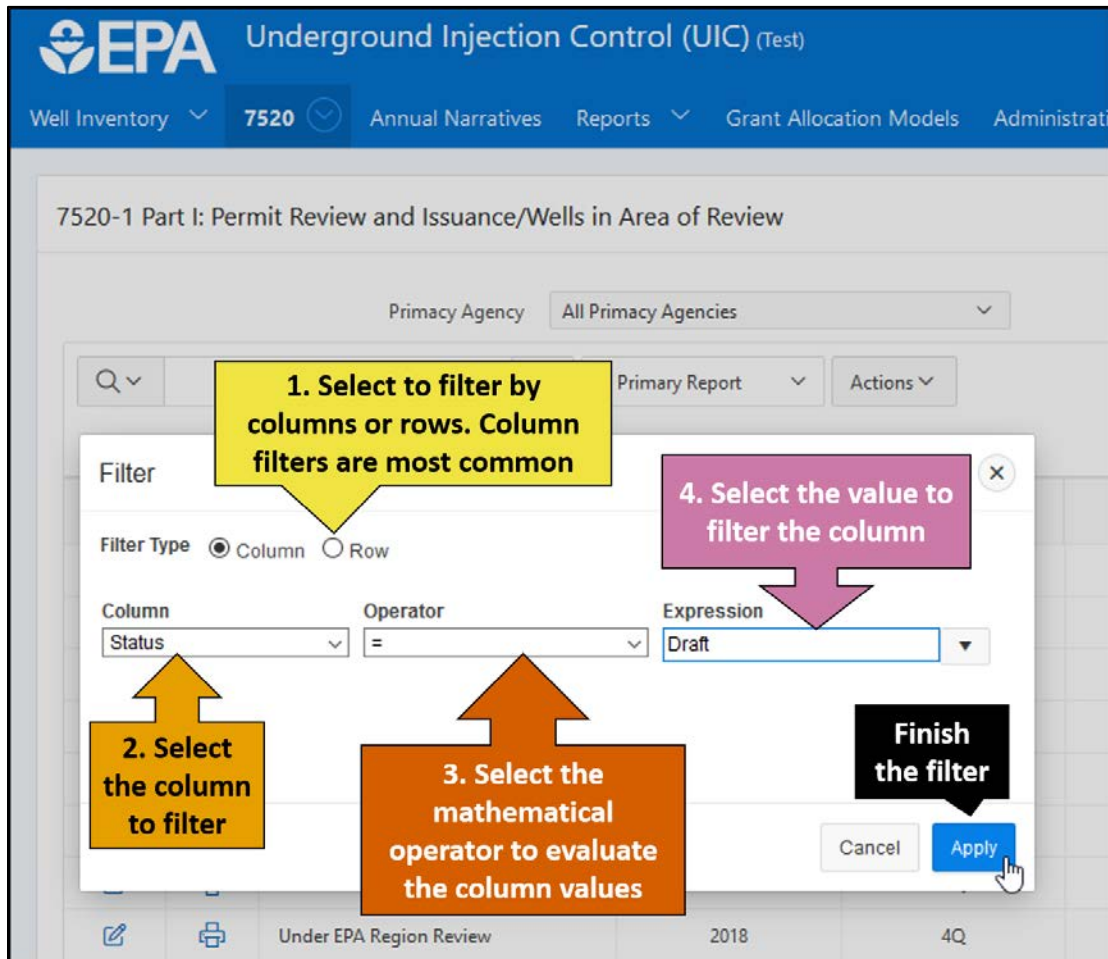 EPA
Underground Injection Control (UIC) (Test)
Well Inventory 7520 Annual Narratives Reports Grant Allocation Models Administrati
7520-1 Part I: Permit Review and Issuance/Wells in Area of Review
Primacy Agency All Primacy Agencies
Primary Report Actions
1. Select to filter by
columns or rows. Column
filters are most common
Filter
4. Select the value to
filter the column
Filter Type Column Row
Column Operator Expression
Status = Draft
2. Select
the column
to filter
3. Select the
mathematical
operator to evaluate
the column values
Finish
the filter
Cancel Apply
Under EPA Region Review 2018 4Q